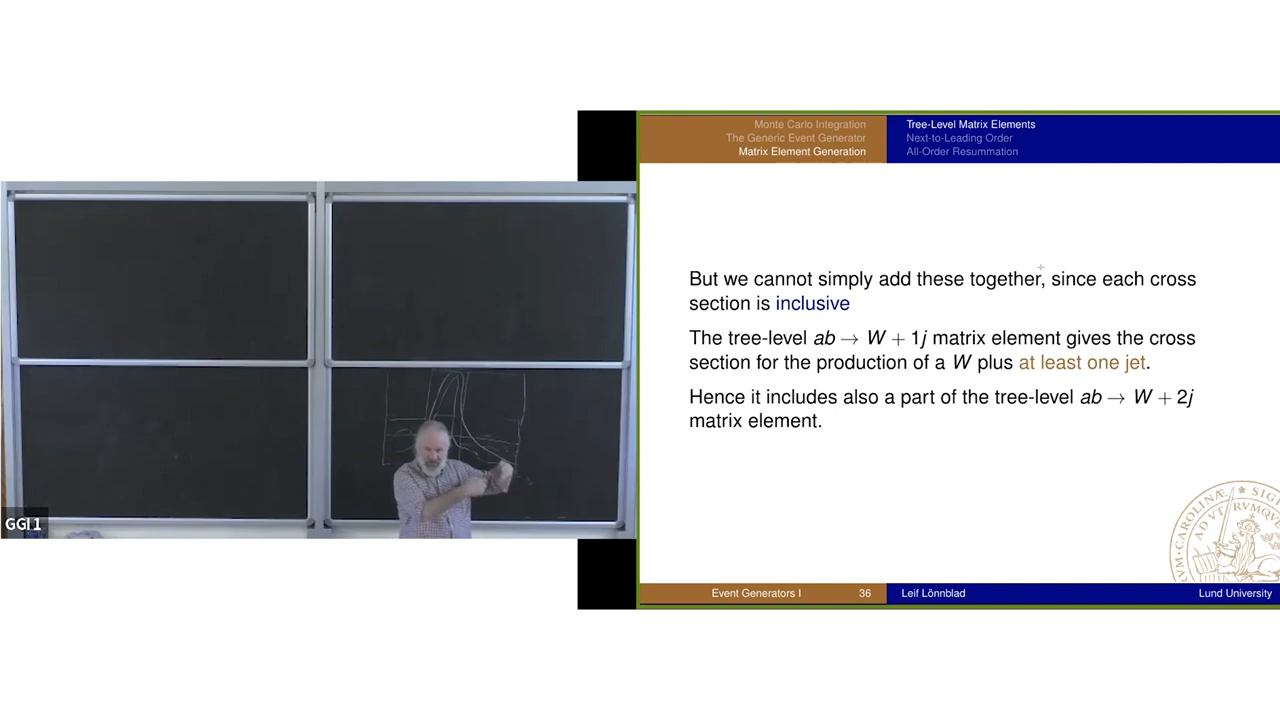 Monte Carlo Integration
The Generic Event Generator
Matrix Element Generation
Tree-Level Matrix Elements
Next-to-Leading Order
All-Order Resummation
But we cannot simply add these together, since each cross
section is inclusive
The tree-level ab → W + 1j matrix element gives the cross
section for the production of a W plus at least one jet.
Hence it includes also a part of the tree-level ab → W + 2j
matrix element.
GGI 1
Event Generators I 36 Leif Lönnblad Lund University